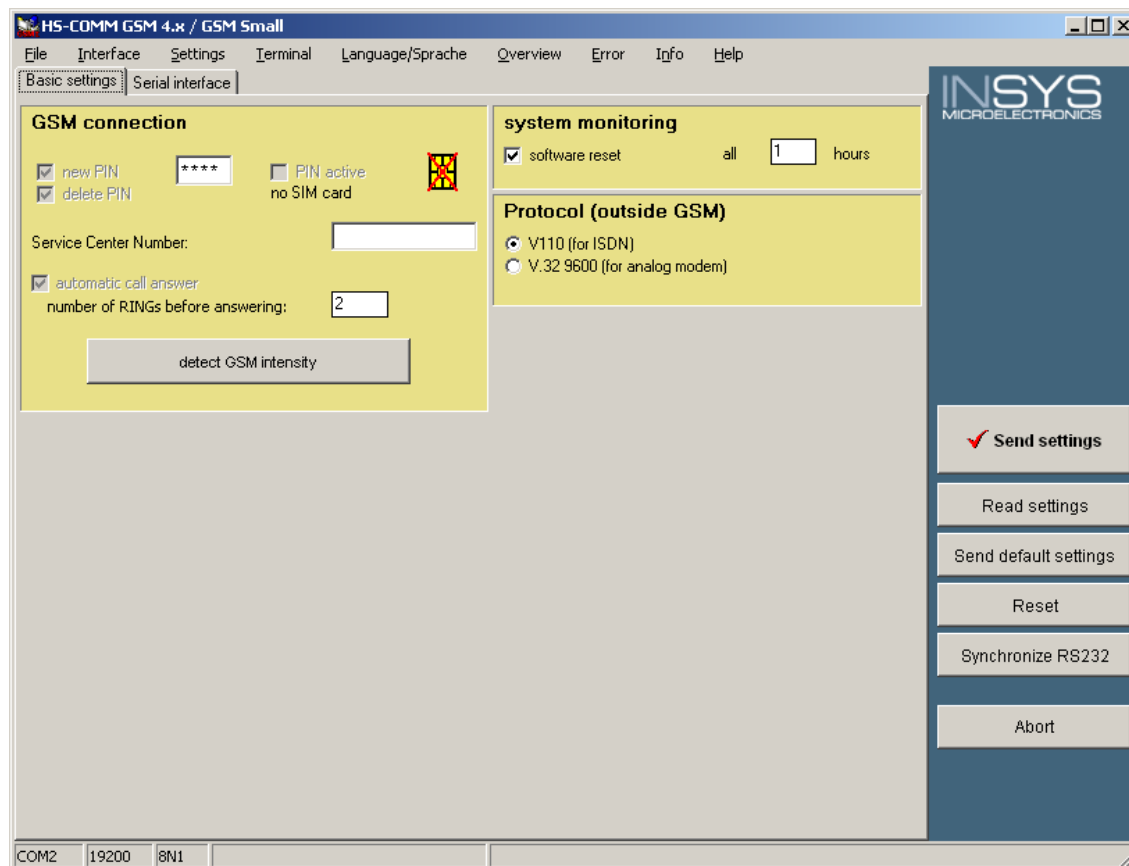 HS-COMM GSM 4.x / GSM Small
File Interface Settings Terminal Language/Sprache Overview Error Info Help
Basic settings Serial interface
INSYS
MICROELECTRONICS
GSM connection
new PIN **** PIN active
delete PIN no SIM card
Service Center Number:
automatic call answer
number of RINGs before answering: 2
detect GSM intensity
system monitoring
software reset all 1 hours
Protocol (outside GSM)
V110 (for ISDN)
V.32 9600 (for analog modem)
Send settings
Read settings
Send default settings
Reset
Synchronize RS232
Abort
COM2 19200 8N1